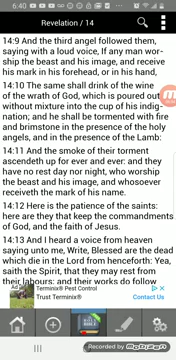 6:40
Revelation / 14
14:9 And the third angel followed them,
saying with a loud voice, If any man wor-
ship the beast and his image, and receive
his mark in his forehead, or in his hand,
14:10 The same shall drink of the wine
of the wrath of God, which is poured out
without mixture into the cup of his indig-
nation; and he shall be tormented with fire
and brimstone in the presence of the holy
angels, and in the presence of the Lamb:
14:11 And the smoke of their torment
ascendeth up for ever and ever: and they
have no rest day nor night, who worship
the beast and his image, and whosoever
receiveth the mark of his name.
14:12 Here is the patience of the saints:
here are they that keep the commandments
of God, and the faith of Jesus.
14:13 And I heard a voice from heaven
saying unto me, Write, Blessed are the dead
which die in the Lord from henceforth: Yea,
saith the Spirit, that they may rest from
their labours; and their works do follow
Ad
Terminix® Pest Control
Trust Terminix®
Contact Us
HOLY BIBLE
RECORDED WITH
Mobizen